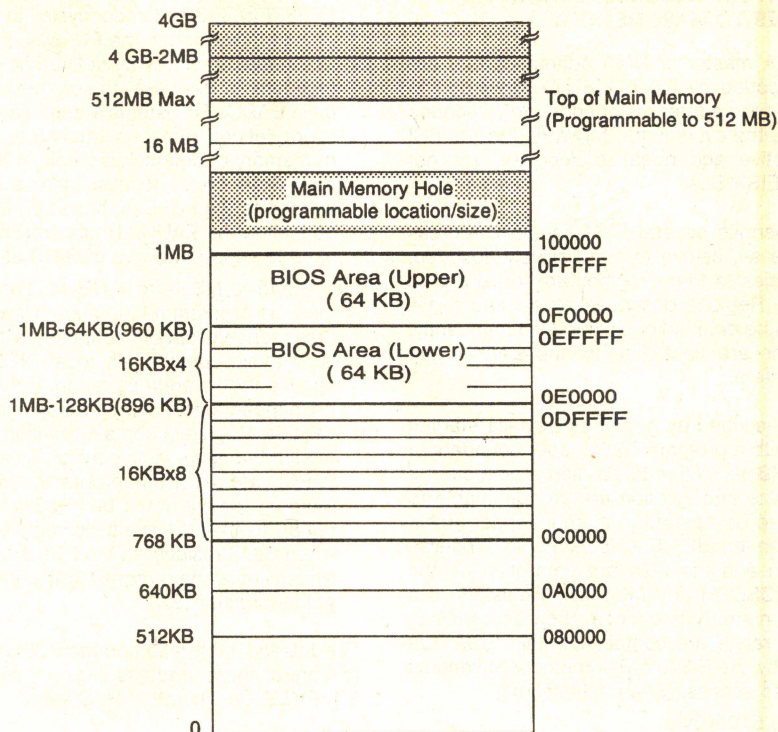 4GB
4 GB-2MB
512MB Max
Top of Main Memory
(Programmable to 512 MB)
16 MB
Main Memory Hole
(programmable location/size)
1MB
100000
0FFFFF
BIOS Area (Upper)
( 64 KB)
1MB-64KB(960 KB)
0F0000
0EFFFF
16KBx4
BIOS Area (Lower)
( 64 KB)
1MB-128KB(896 KB)
0E0000
0DFFFF
16KBx8
768 KB
0C0000
640KB
0A0000
512KB
080000
0